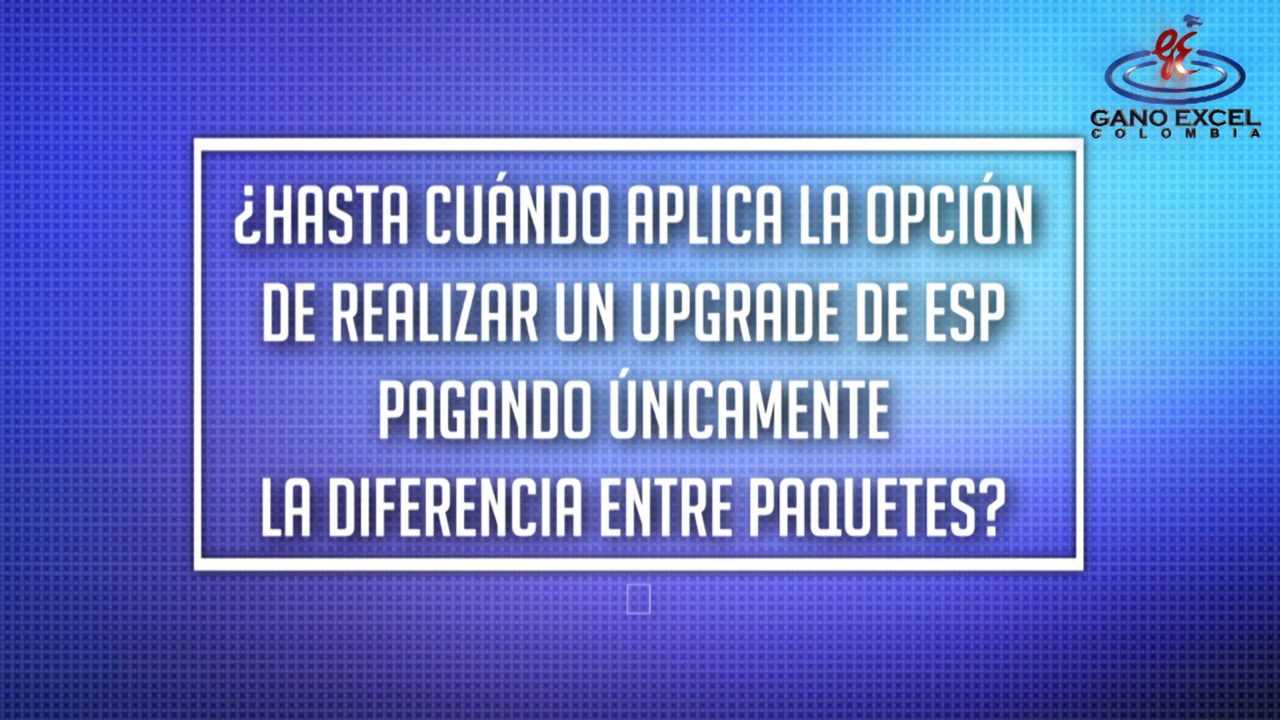 GANO EXCEL
COLOMBIA
¿HASTA CUÁNDO APLICA LA OPCIÓN
DE REALIZAR UN UPGRADE DE ESP
PAGANDO ÚNICAMENTE
LA DIFERENCIA ENTRE PAQUETES?